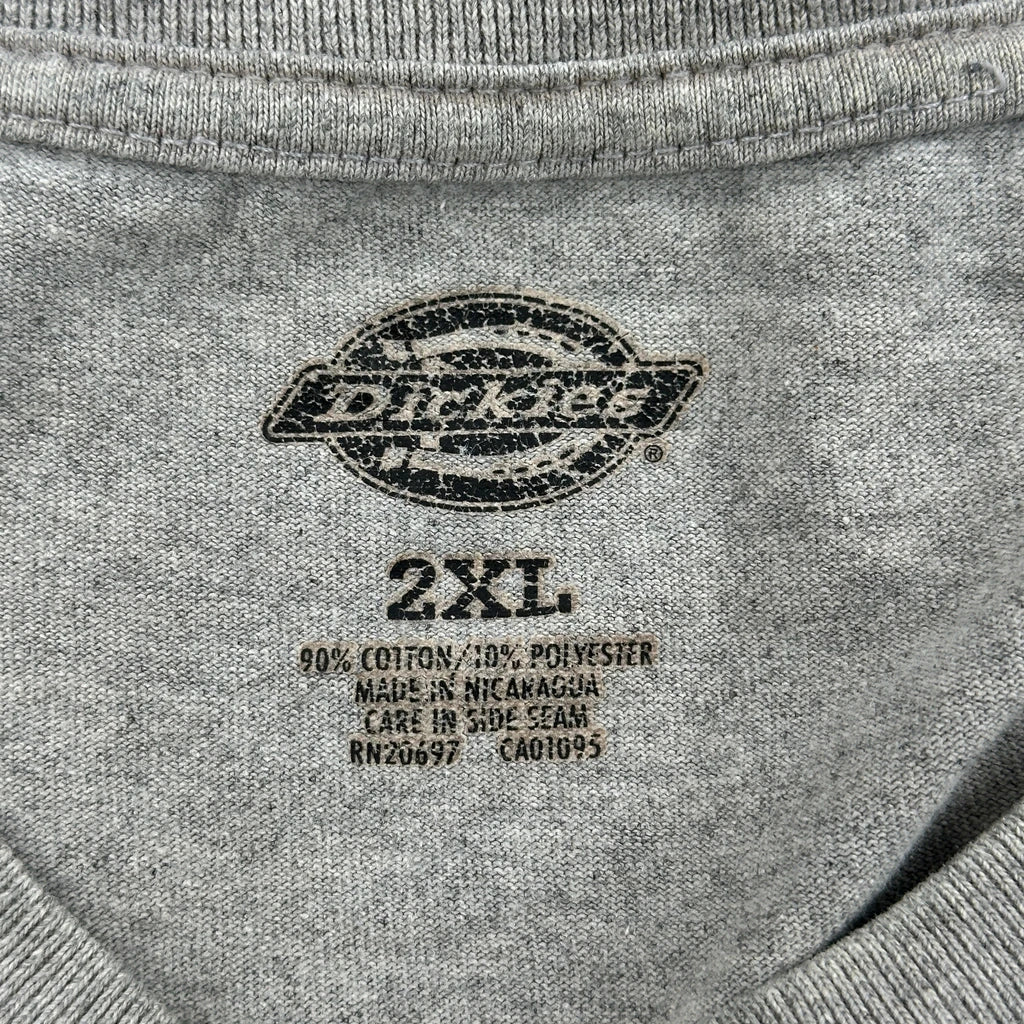 Dickies
®
2XL
90% COTTON/10% POLYESTER
MADE IN NICARAGUA
CARE IN SIDE SEAM
RN20697 CA01095